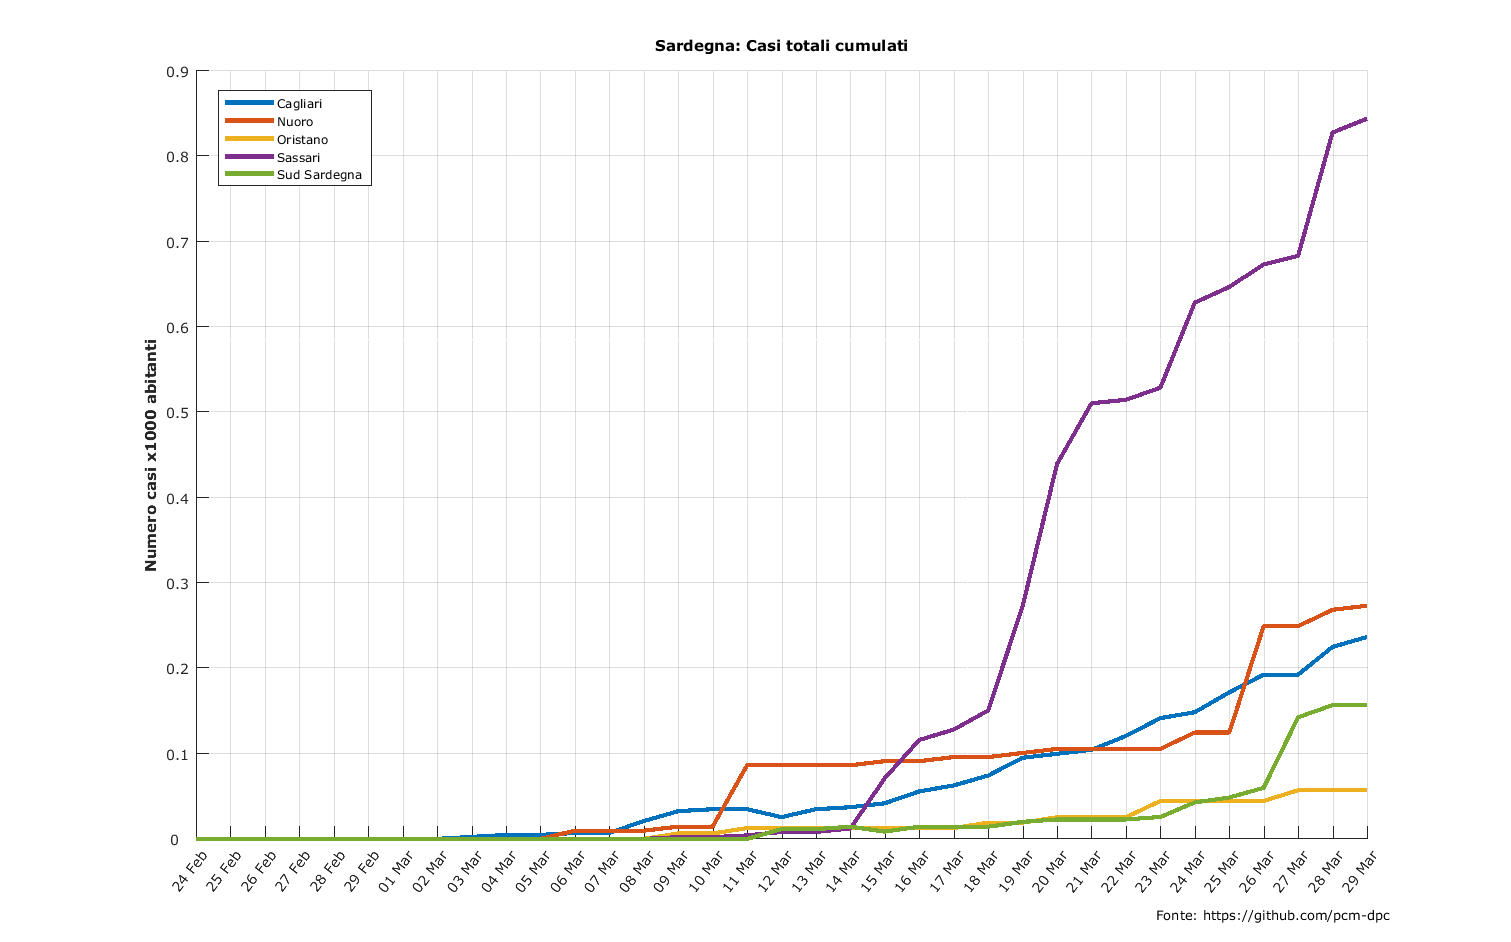 Sardegna: Casi totali cumulati
0.9
0.8
0.7
0.6
0.5
0.4
0.3
0.2
0.1
0
Numero casi x1000 abitanti
Cagliari
Nuoro
Oristano
Sassari
Sud Sardegna
24 Feb
25 Feb
26 Feb
27 Feb
28 Feb
29 Feb
01 Mar
02 Mar
03 Mar
04 Mar
05 Mar
06 Mar
07 Mar
08 Mar
09 Mar
10 Mar
11 Mar
12 Mar
13 Mar
14 Mar
15 Mar
16 Mar
17 Mar
18 Mar
19 Mar
20 Mar
21 Mar
22 Mar
23 Mar
24 Mar
25 Mar
26 Mar
27 Mar
28 Mar
29 Mar
Fonte: https://github.com/pcm-dpc